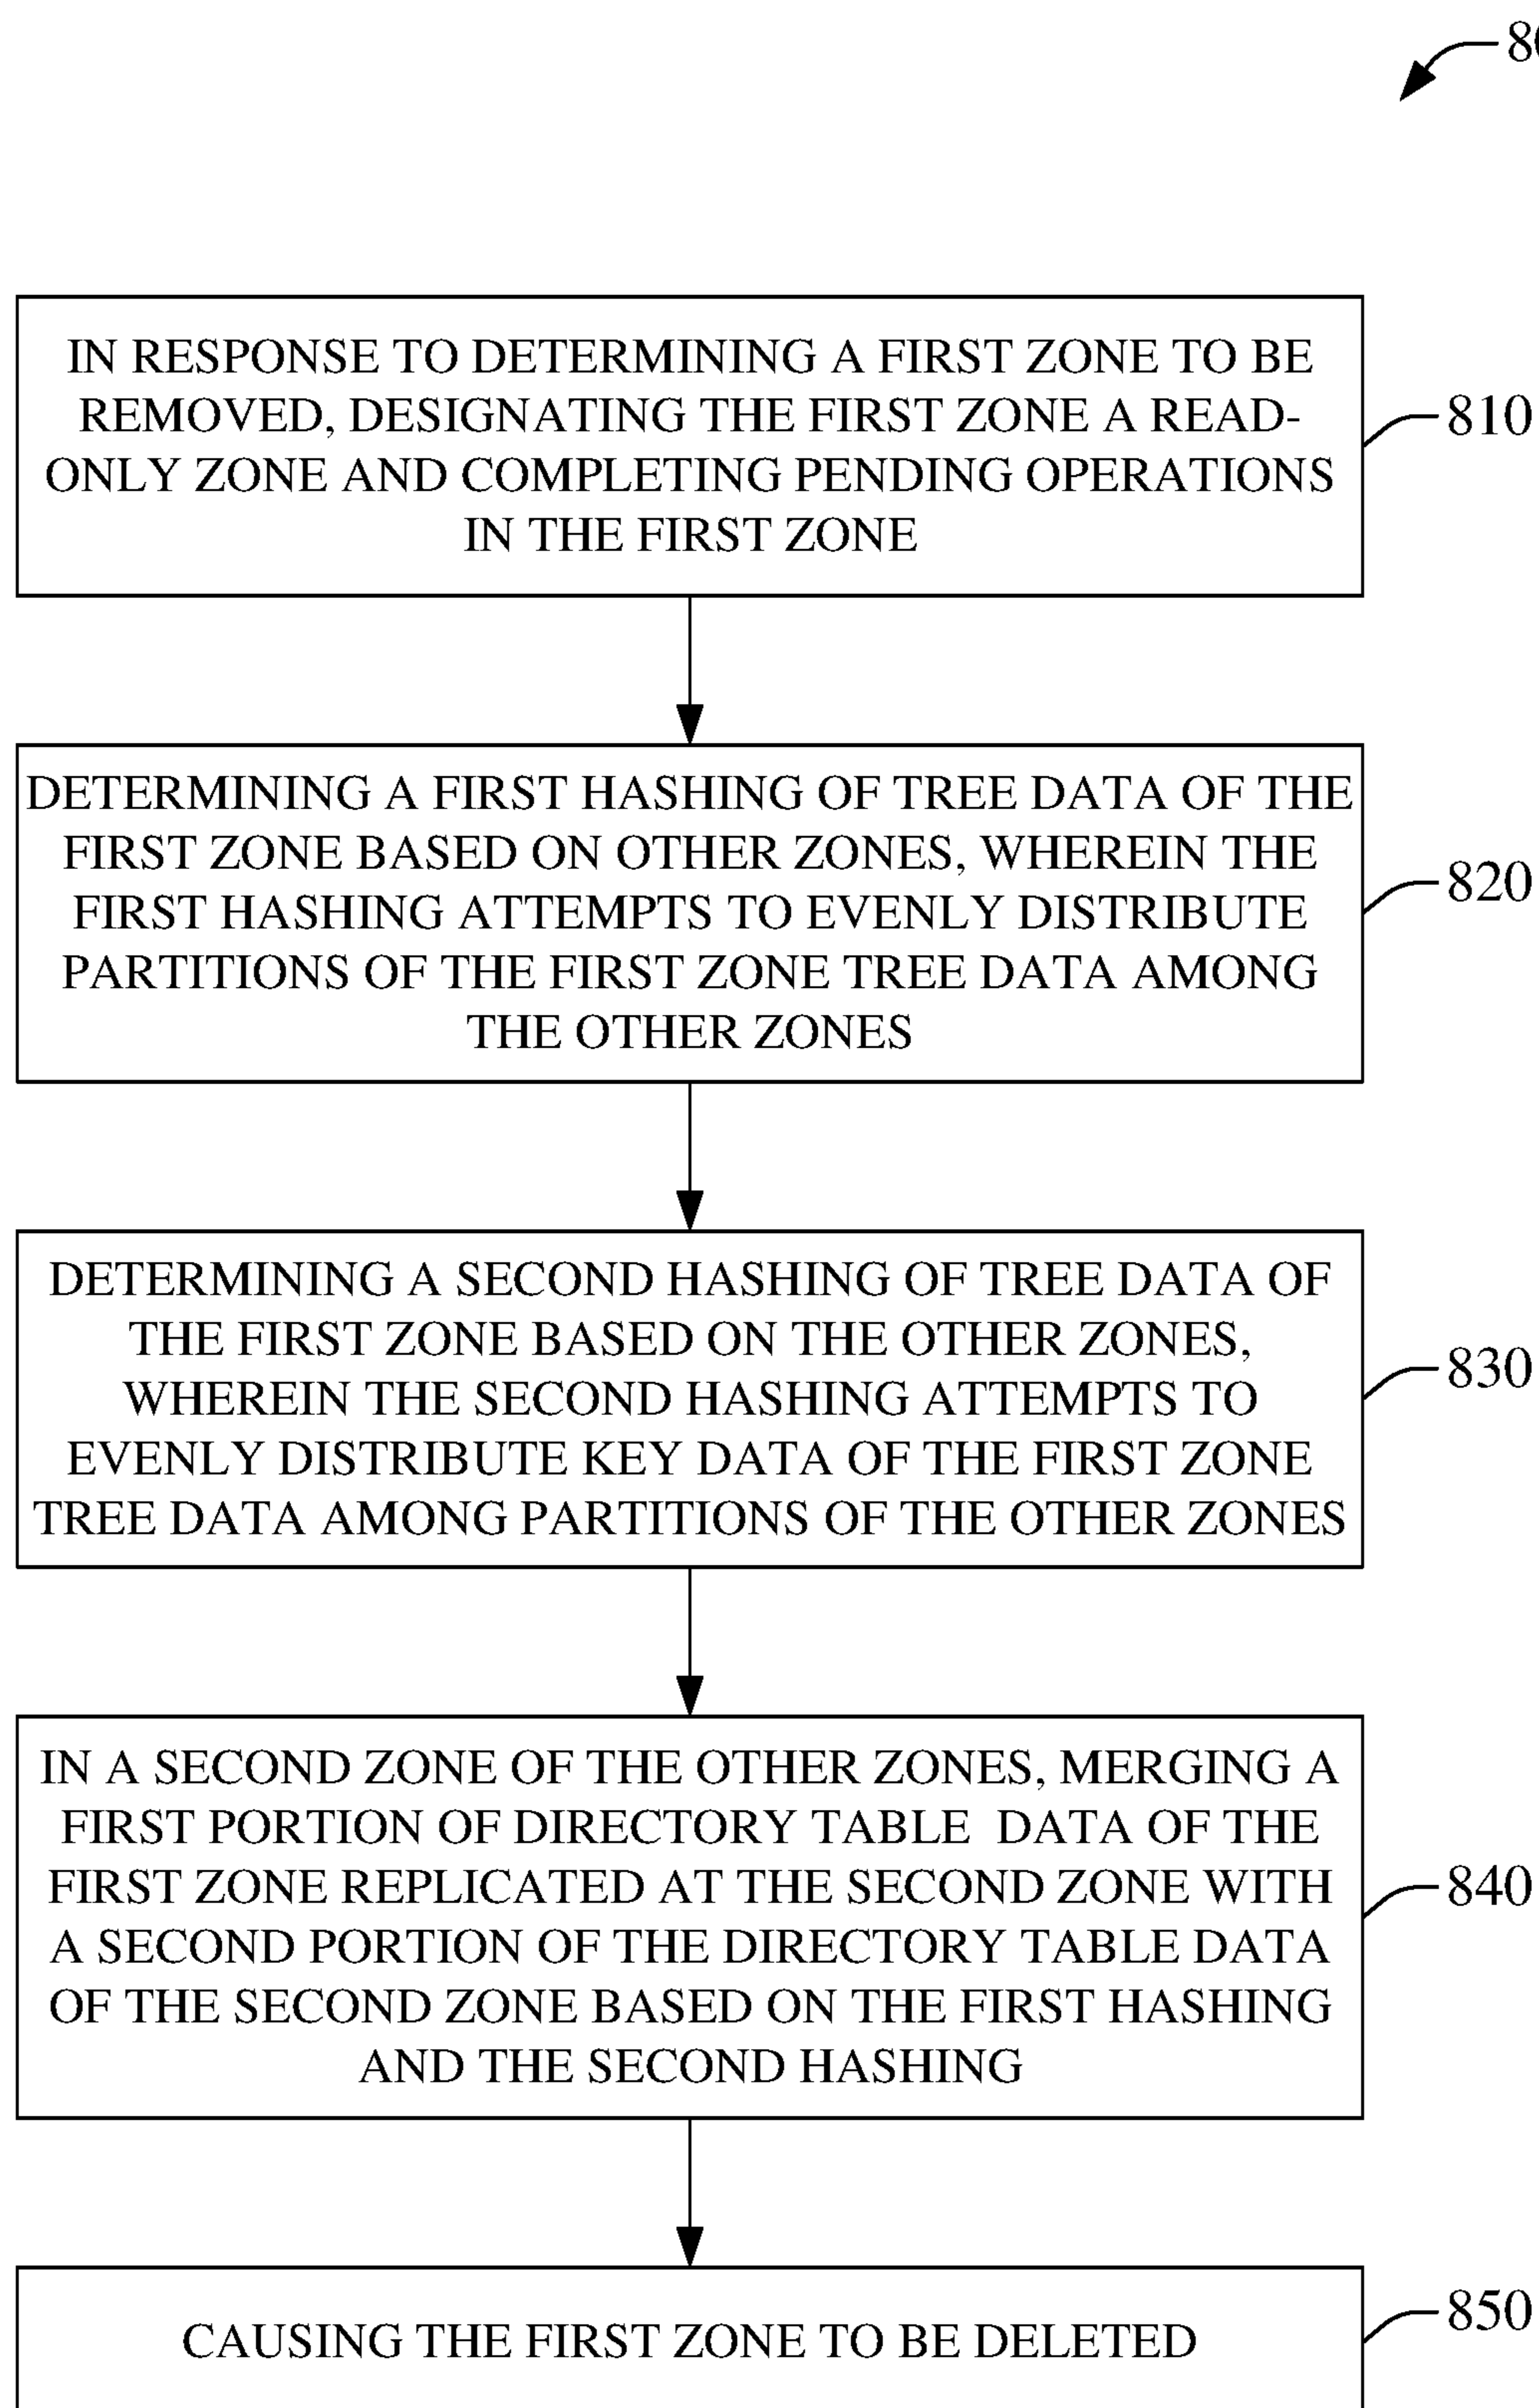 IN RESPONSE TO DETERMINING A FIRST ZONE TO BE
REMOVED, DESIGNATING THE FIRST ZONE A READ-
ONLY ZONE AND COMPLETING PENDING OPERATIONS
IN THE FIRST ZONE
810
DETERMINING A FIRST HASHING OF TREE DATA OF THE
FIRST ZONE BASED ON OTHER ZONES, WHEREIN THE
FIRST HASHING ATTEMPTS TO EVENLY DISTRIBUTE
PARTITIONS OF THE FIRST ZONE TREE DATA AMONG
THE OTHER ZONES
820
DETERMINING A SECOND HASHING OF TREE DATA OF
THE FIRST ZONE BASED ON THE OTHER ZONES,
WHEREIN THE SECOND HASHING ATTEMPTS TO
EVENLY DISTRIBUTE KEY DATA OF THE FIRST ZONE
TREE DATA AMONG PARTITIONS OF THE OTHER ZONES
830
IN A SECOND ZONE OF THE OTHER ZONES, MERGING A
FIRST PORTION OF DIRECTORY TABLE DATA OF THE
FIRST ZONE REPLICATED AT THE SECOND ZONE WITH
A SECOND PORTION OF THE DIRECTORY TABLE DATA
OF THE SECOND ZONE BASED ON THE FIRST HASHING
AND THE SECOND HASHING
840
CAUSING THE FIRST ZONE TO BE DELETED
850